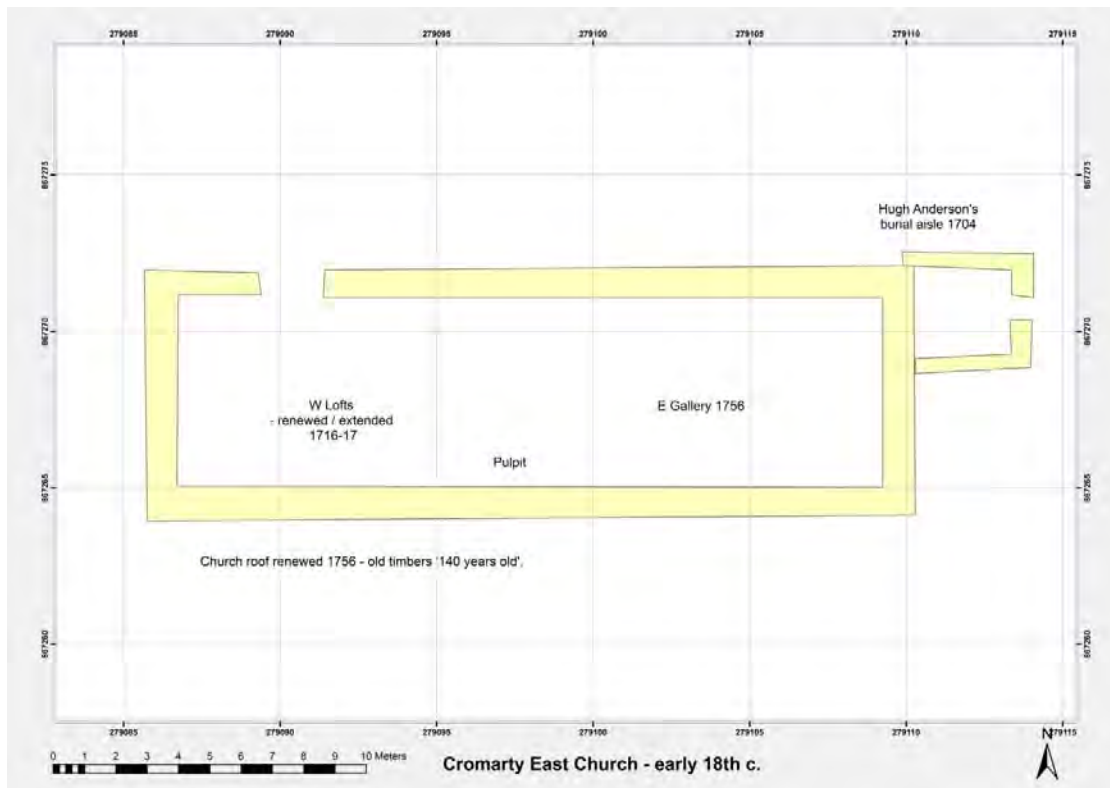 279085 279090 279095 279100 279105 279110 279115
867275 867275
Hugh Anderson's
burial aisle 1704
867270 867270
W Lofts
- renewed / extended
1716-17
E Gallery 1756
Pulpit
867265 867265
Church roof renewed 1756 - old timbers '140 years old'.
867260 867260
279085 279090 279095 279100 279105 279110 279115
0 1 2 3 4 5 6 7 8 9 10 Meters
Cromarty East Church - early 18th c.
N